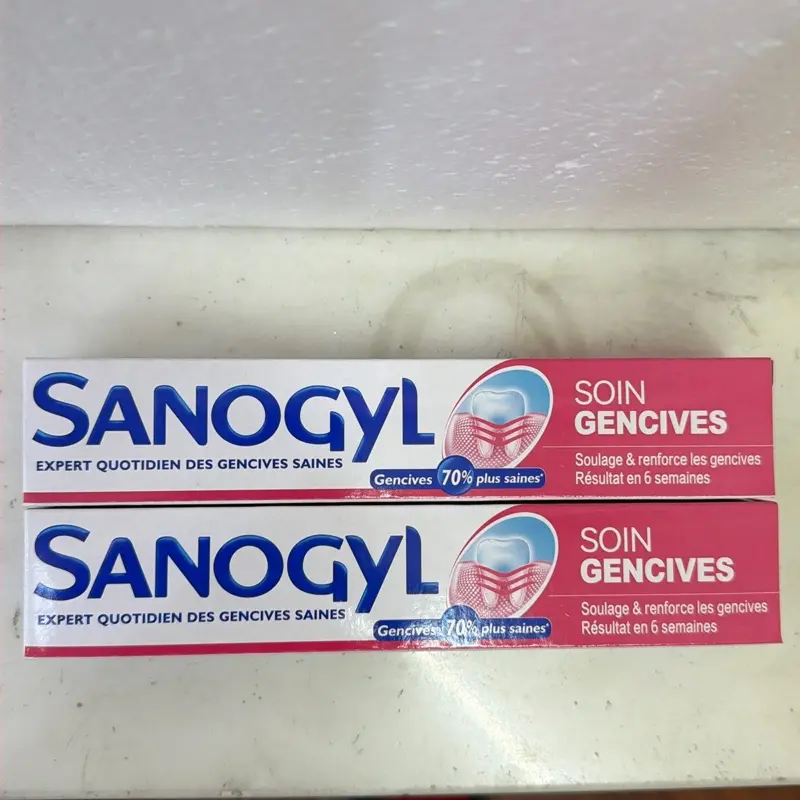 SANOGYL
EXPERT QUOTIDIEN DES GENCIVES SAINES
Gencives 70% plus saines*
SOIN
GENCIVES
Soulage & renforce les gencives
Résultat en 6 semaines
SANOGYL
EXPERT QUOTIDIEN DES GENCIVES SAINES
Gencives 70% plus saines*
SOIN
GENCIVES
Soulage & renforce les gencives
Résultat en 6 semaines